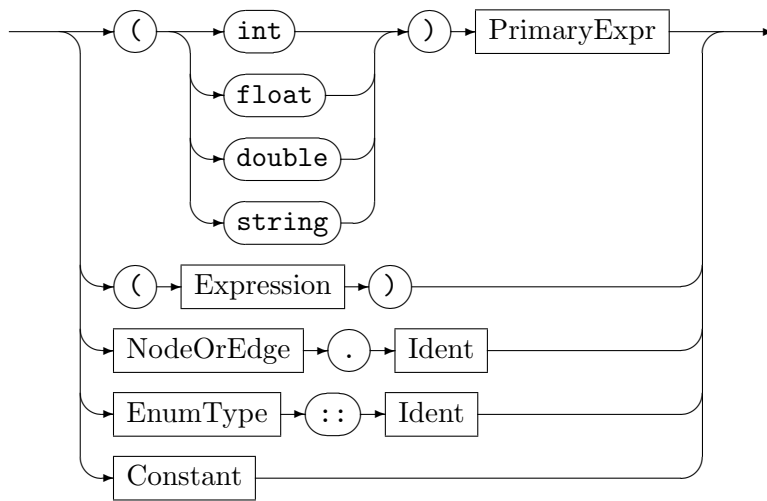 ( int ) PrimaryExpr
float
double
string
( Expression )
NodeOrEdge . Ident
EnumType :: Ident
Constant